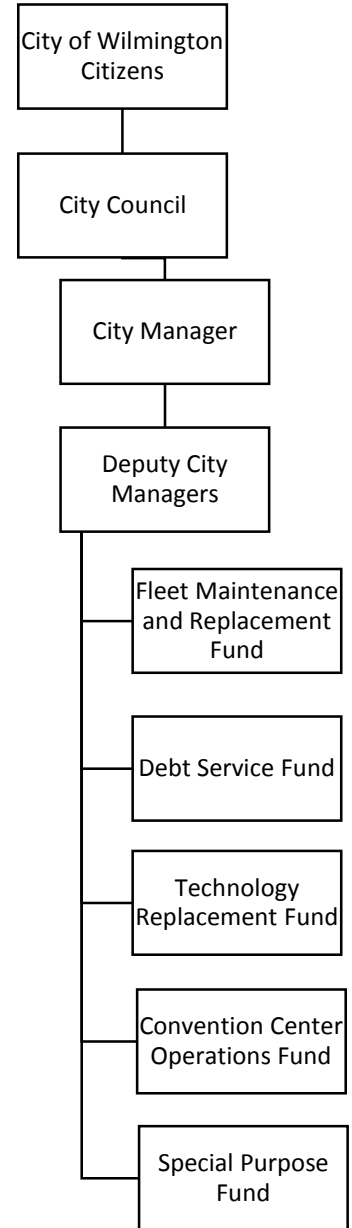 City of Wilmington
Citizens
City Council
City Manager
Deputy City
Managers
Fleet Maintenance
and Replacement
Fund
Debt Service Fund
Technology
Replacement Fund
Convention Center
Operations Fund
Special Purpose
Fund